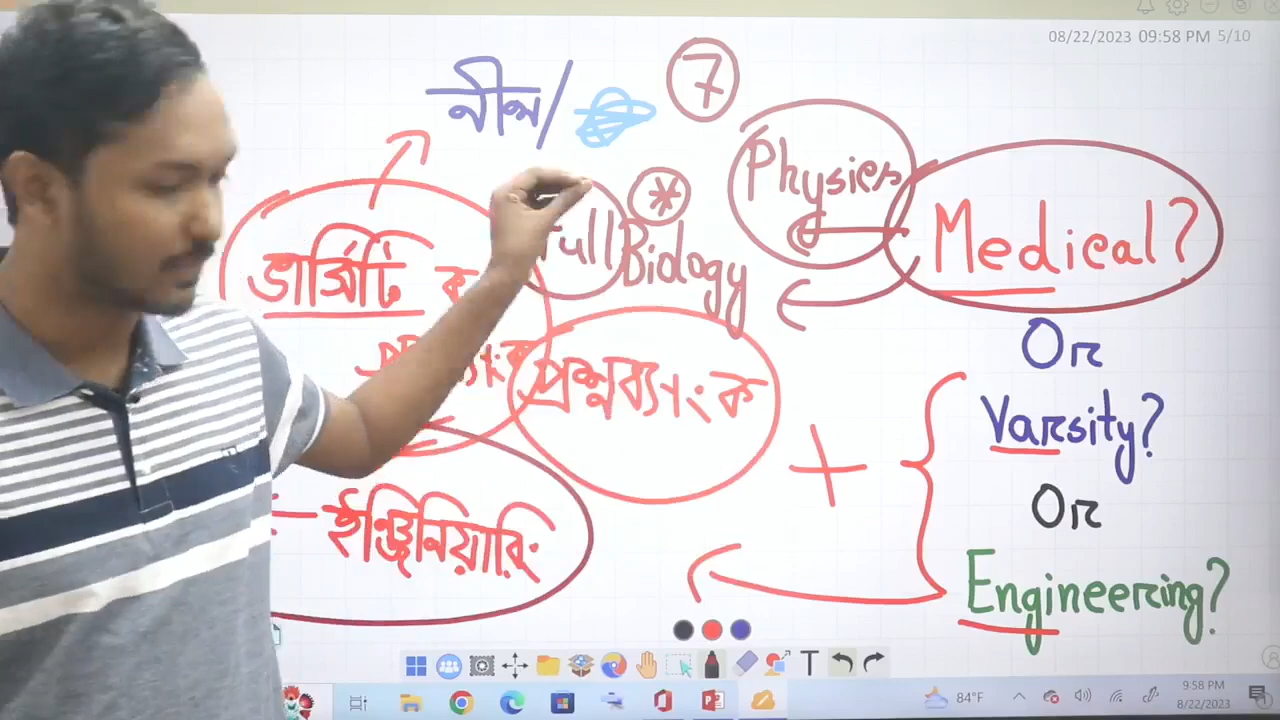 08/22/2023 09:58 PM 5/10
নীল/
7
Physics
*
Full Biology
Medical?
ভার্সিটি ক
Or
প্রশ্নব্যাংক
Varsity?
+
Or
ইঞ্জিনিয়ারিং
Engineering?
T
84°F
9:58 PM
8/22/2023